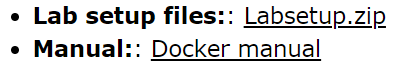 • Lab setup files:: Labsetup.zip
• Manual:: Docker manual